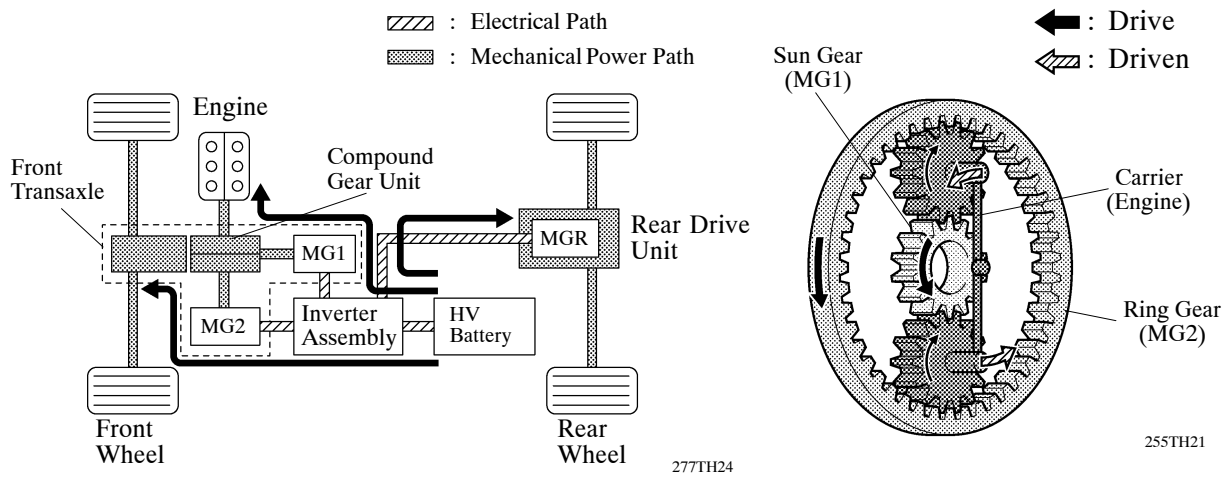 : Electrical Path
: Mechanical Power Path
: Drive
: Driven
Engine
Compound
Gear Unit
Front
Transaxle
MG1
MG2
Inverter
Assembly
HV
Battery
MGR
Rear Drive
Unit
Front
Wheel
Rear
Wheel
277TH24
Sun Gear
(MG1)
Carrier
(Engine)
Ring Gear
(MG2)
255TH21